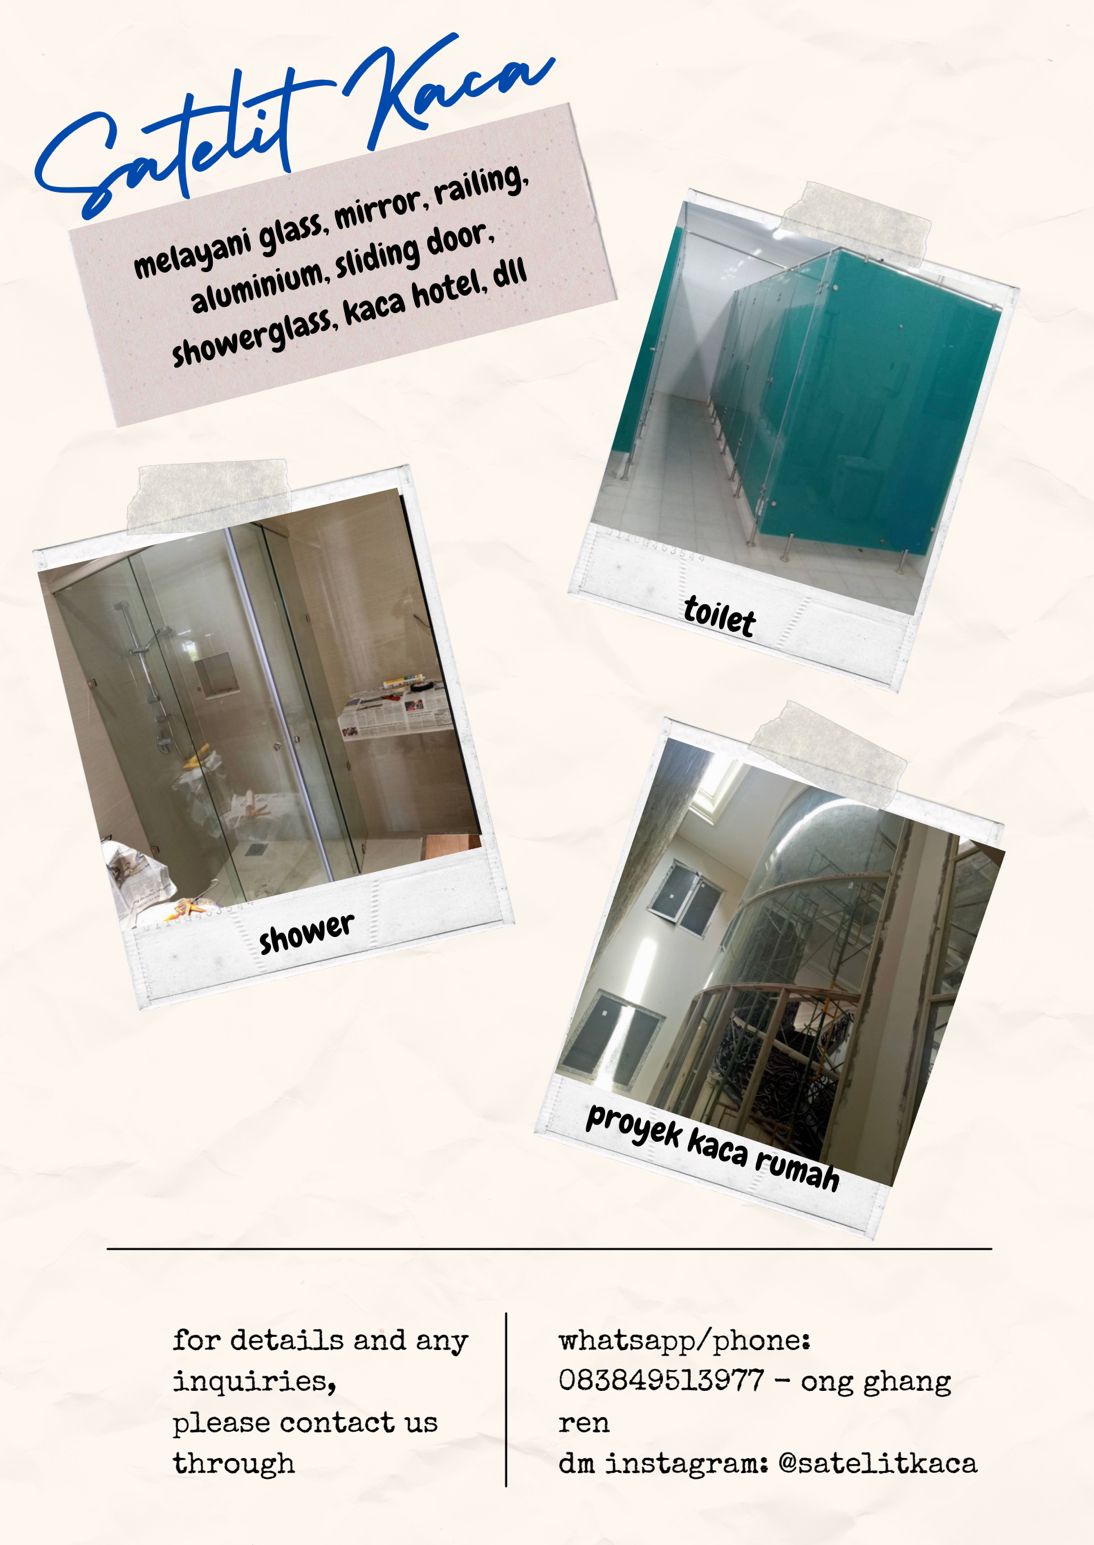 Satelit Kaca
melayani glass, mirror, railing,
aluminium, sliding door,
showerglass, kaca hotel, dll
toilet
shower
proyek kaca rumah
for details and any
inquiries,
please contact us
through
whatsapp/phone:
083849513977 - ong ghang
ren
dm instagram: @satelitkaca